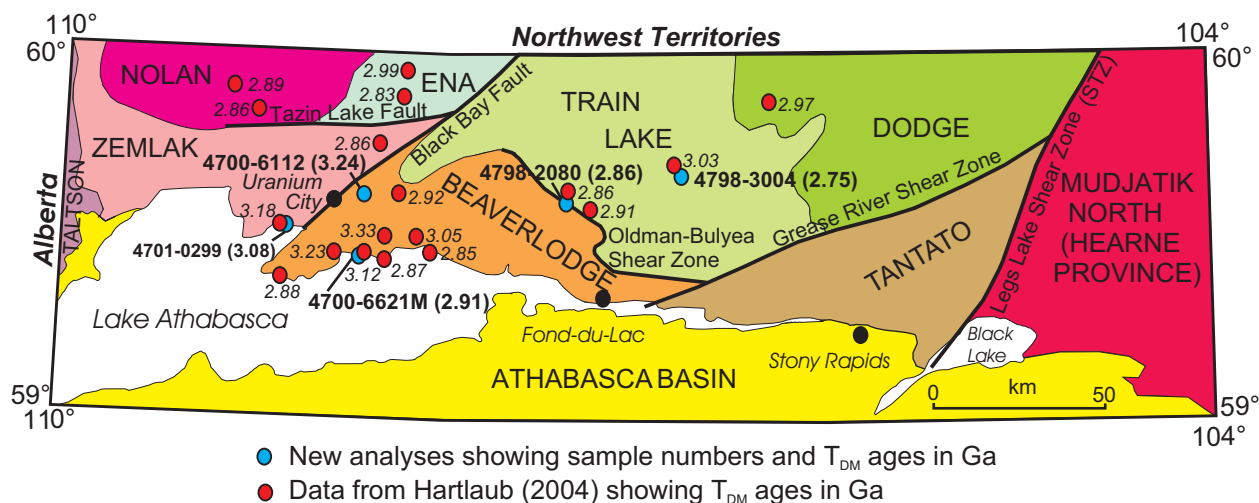 110°
104°
60°
Northwest Territories
60°
NOLAN
2.89
2.86
2.99
ENA
2.83
Tazin Lake Fault
Black Bay Fault
TRAIN
LAKE
2.97
DODGE
Legs Lake Shear Zone (STZ)
Grease River Shear Zone
ZEMLAK
2.86
4700-6112 (3.24)
Uranium
City
2.92
BEAVERLODGE
4798-2080 (2.86)
2.86
2.91
3.03
4798-3004 (2.75)
Alberta
TALTSON
3.18
4701-0299 (3.08)
3.23
3.33
3.05
2.85
2.87
3.12
2.88
4700-6621M (2.91)
Oldman-Bulyea
Shear Zone
TANTATO
MUDJATIK
NORTH
(HEARNE
PROVINCE)
Lake Athabasca
Fond-du-Lac
Stony Rapids
Black
Lake
ATHABASCA BASIN
km
0
50
59°
110°
59°
104°
New analyses showing sample numbers and TDM ages in Ga
Data from Hartlaub (2004) showing TDM ages in Ga